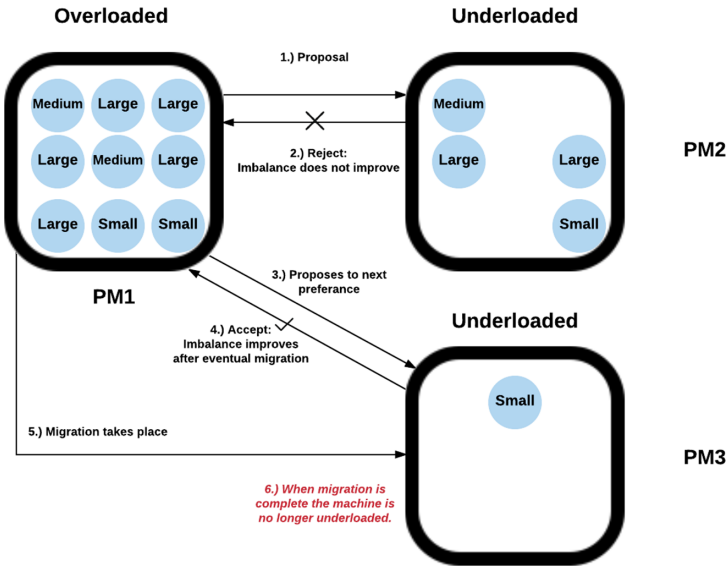 Overloaded
Underloaded
1.) Proposal
Medium
Large
Large
Medium
Large
Medium
Large
Large
Large
PM2
2.) Reject:
Imbalance does not improve
Large
Small
Small
Small
3.) Proposes to next
preferance
PM1
Underloaded
4.) Accept:
Imbalance improves
after eventual migration
Small
5.) Migration takes place
PM3
6.) When migration is
complete the machine is
no longer underloaded.